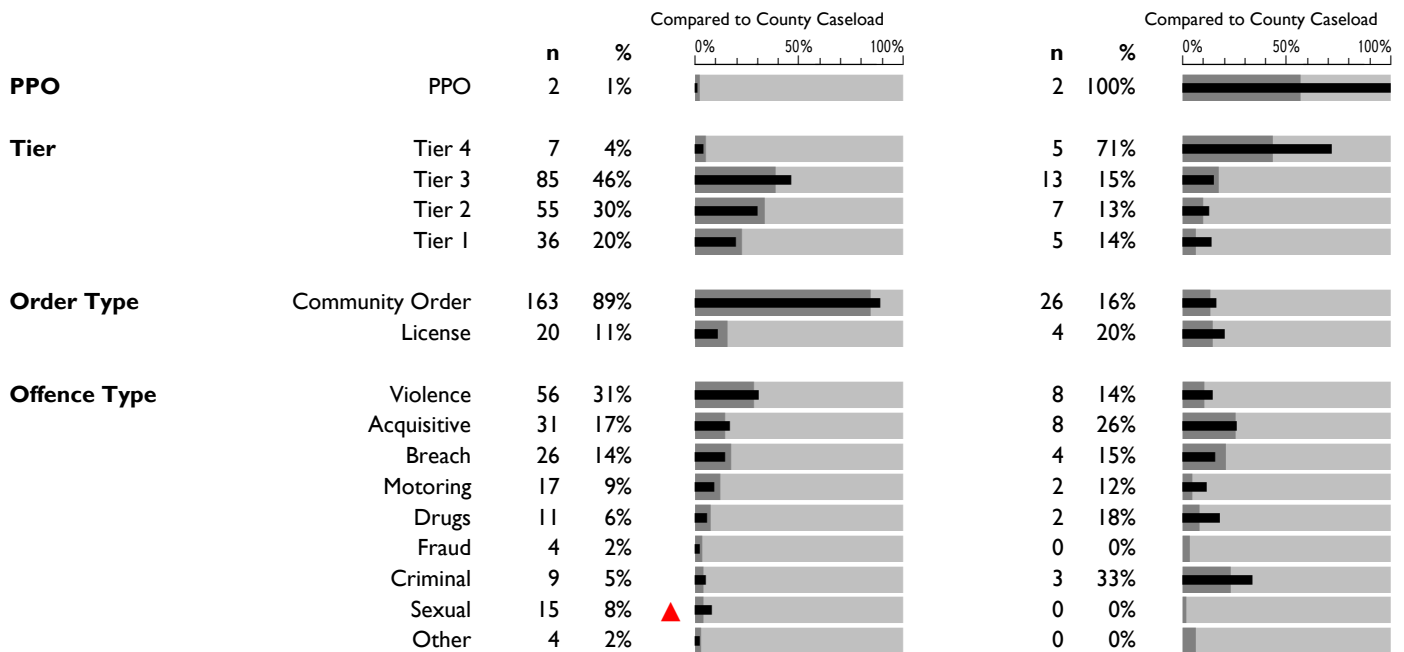 Compared to County Caseload Compared to County Caseload
n % 0% 50% 100% n % 0% 50% 100%
PPO PPO 2 1% 2 100%
Tier Tier 4 7 4% 5 71%
Tier 3 85 46% 13 15%
Tier 2 55 30% 7 13%
Tier 1 36 20% 5 14%
Order Type Community Order 163 89% 26 16%
License 20 11% 4 20%
Offence Type Violence 56 31% 8 14%
Acquisitive 31 17% 8 26%
Breach 26 14% 4 15%
Motoring 17 9% 2 12%
Drugs 11 6% 2 18%
Fraud 4 2% 0 0%
Criminal 9 5% 3 33%
Sexual 15 8% 0 0%
Other 4 2% 0 0%